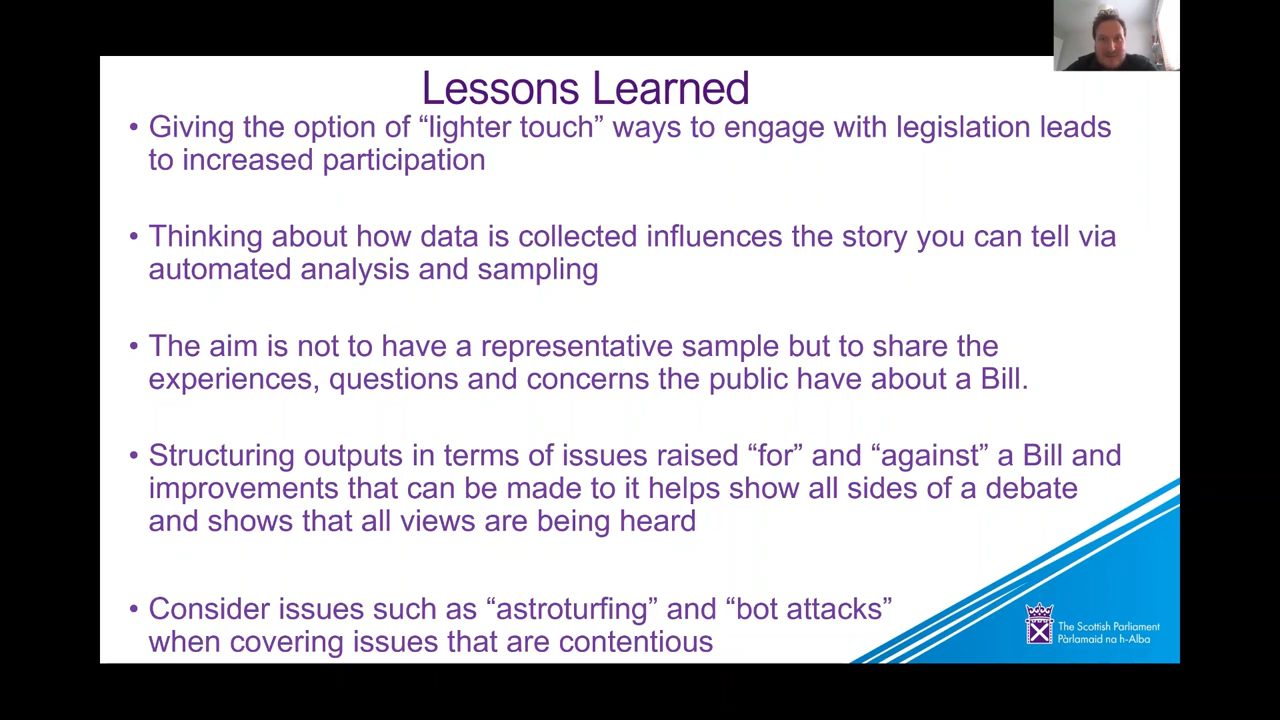 Lessons Learned
• Giving the option of “lighter touch” ways to engage with legislation leads
to increased participation
• Thinking about how data is collected influences the story you can tell via
automated analysis and sampling
• The aim is not to have a representative sample but to share the
experiences, questions and concerns the public have about a Bill.
• Structuring outputs in terms of issues raised “for” and “against” a Bill and
improvements that can be made to it helps show all sides of a debate
and shows that all views are being heard
• Consider issues such as “astroturfing” and “bot attacks”
when covering issues that are contentious
The Scottish Parliament
Pàrlamaid na h-Alba